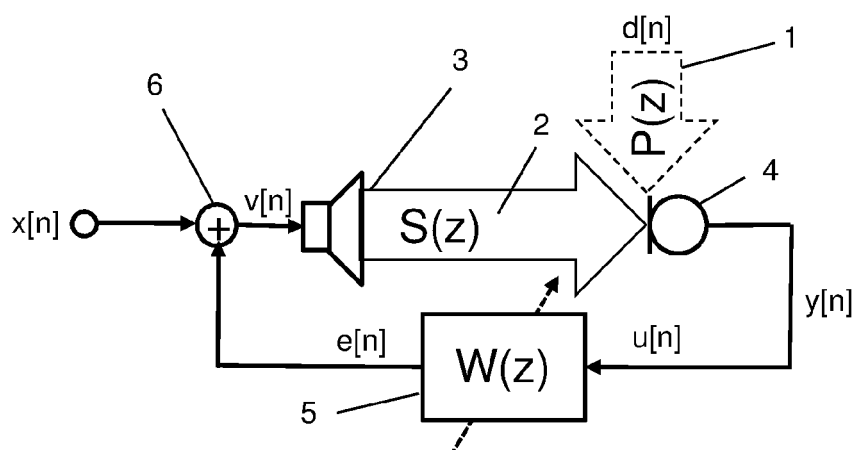 d[n]
1
3
6
2
P(z)
4
v[n]
x[n]
+
S(z)
y[n]
e[n]
u[n]
W(z)
5